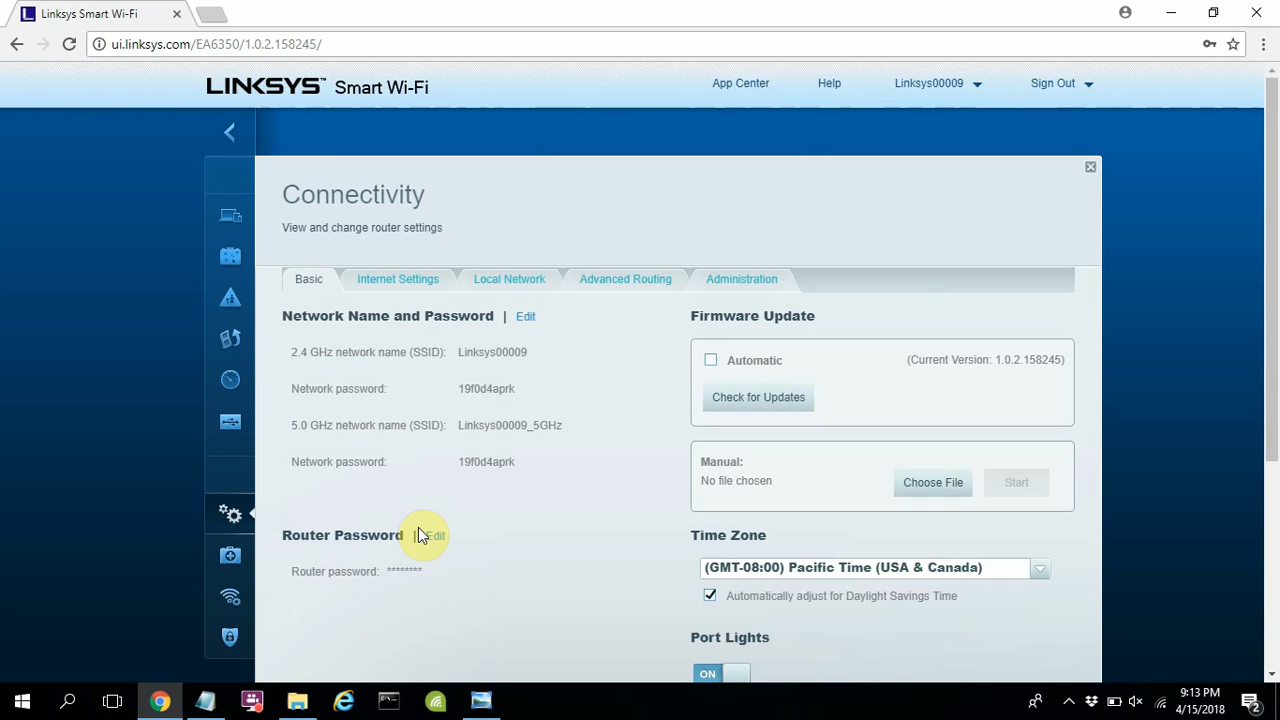 Linksys Smart Wi-Fi
ui.linksys.com/EA6350/1.0.2.158245/
LINKSYS™ Smart Wi-Fi
App Center
Help
Linksys00009
Sign Out
Connectivity
View and change router settings
Basic
Internet Settings
Local Network
Advanced Routing
Administration
Network Name and Password | Edit
2.4 GHz network name (SSID): Linksys00009
Network password: 19f0d4aprk
5.0 GHz network name (SSID): Linksys00009_5GHz
Network password: 19f0d4aprk
Router Password | Edit
Router password: ********
Firmware Update
Automatic (Current Version: 1.0.2.158245)
Check for Updates
Manual:
No file chosen
Choose File
Start
Time Zone
(GMT-08:00) Pacific Time (USA & Canada)
Automatically adjust for Daylight Savings Time
Port Lights
ON
9:13 PM
4/15/2018
2